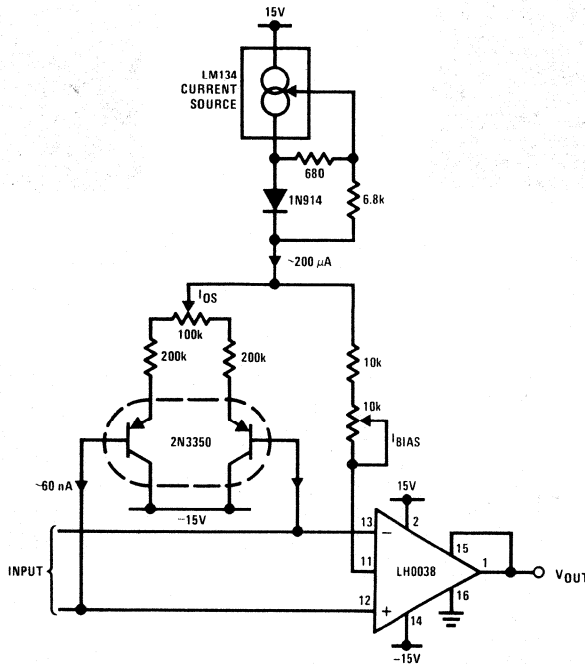 15V
LM134
CURRENT
SOURCE
680
1N914
6.8k
~200 μA
IOS
100k
200k
200k
10k
10k
IBIAS
2N3350
~60 nA
–15V
15V
13
–
2
15
1
11
LH0038
VOUT
INPUT
12
+
16
14
–15V